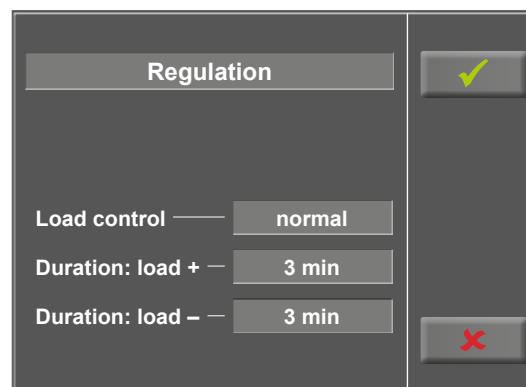 Regulation
Load control normal
Duration: load + 3 min
Duration: load – 3 min